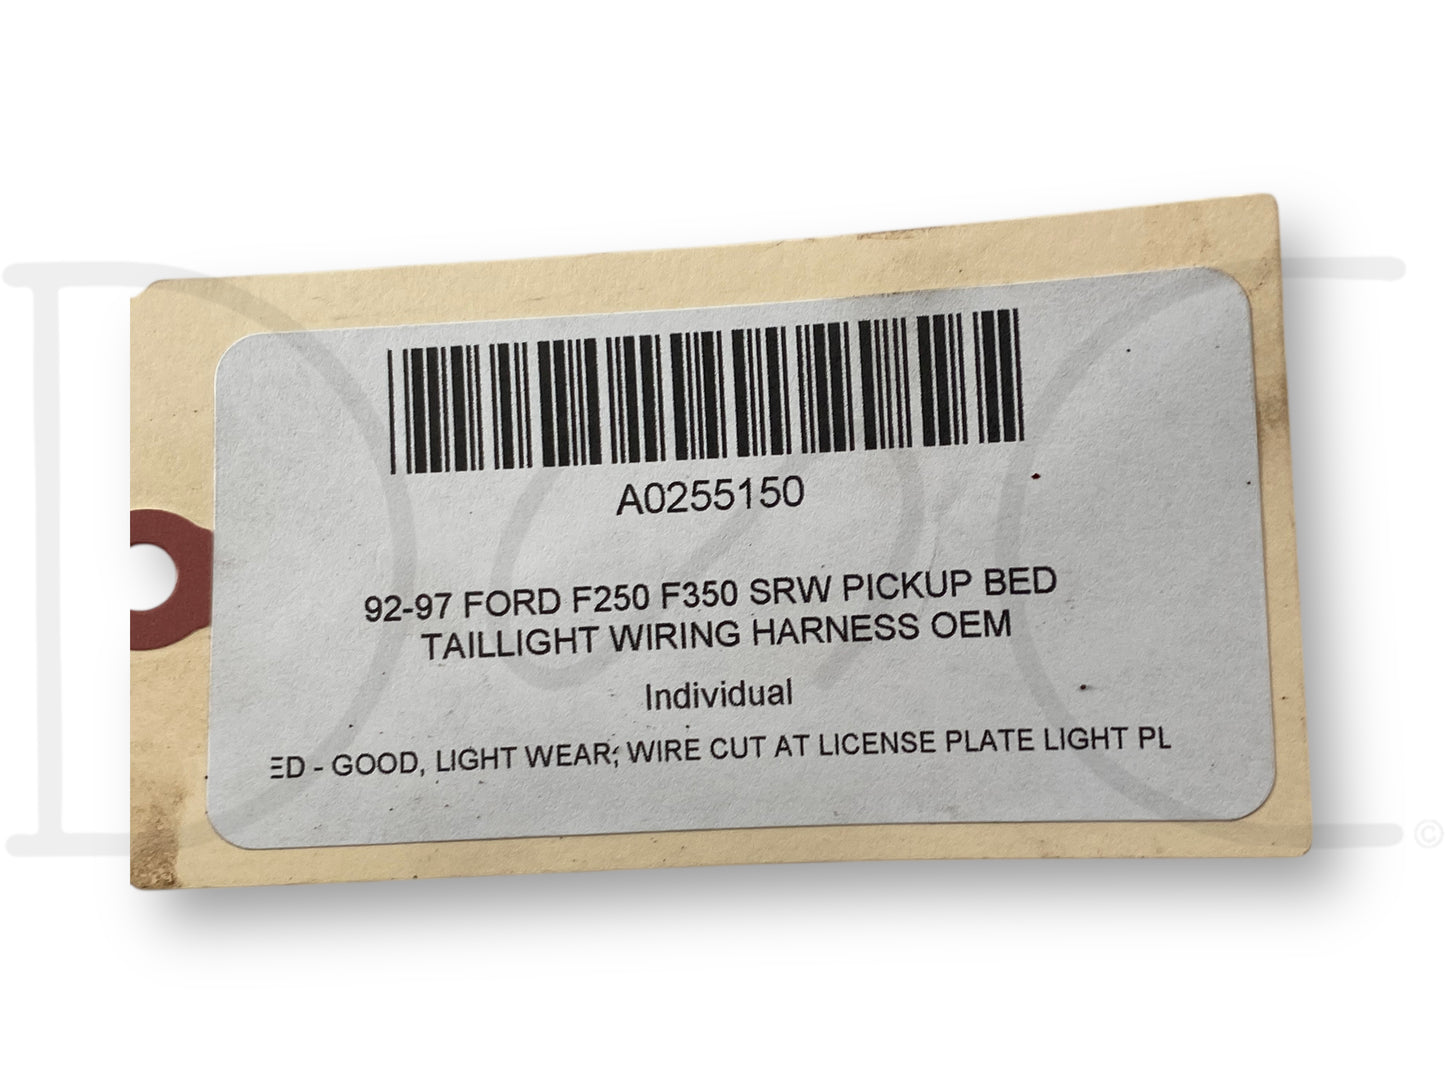 A0255150
92-97 FORD F250 F350 SRW PICKUP BED
TAILLIGHT WIRING HARNESS OEM
Individual
ED - GOOD, LIGHT WEAR; WIRE CUT AT LICENSE PLATE LIGHT PL
©